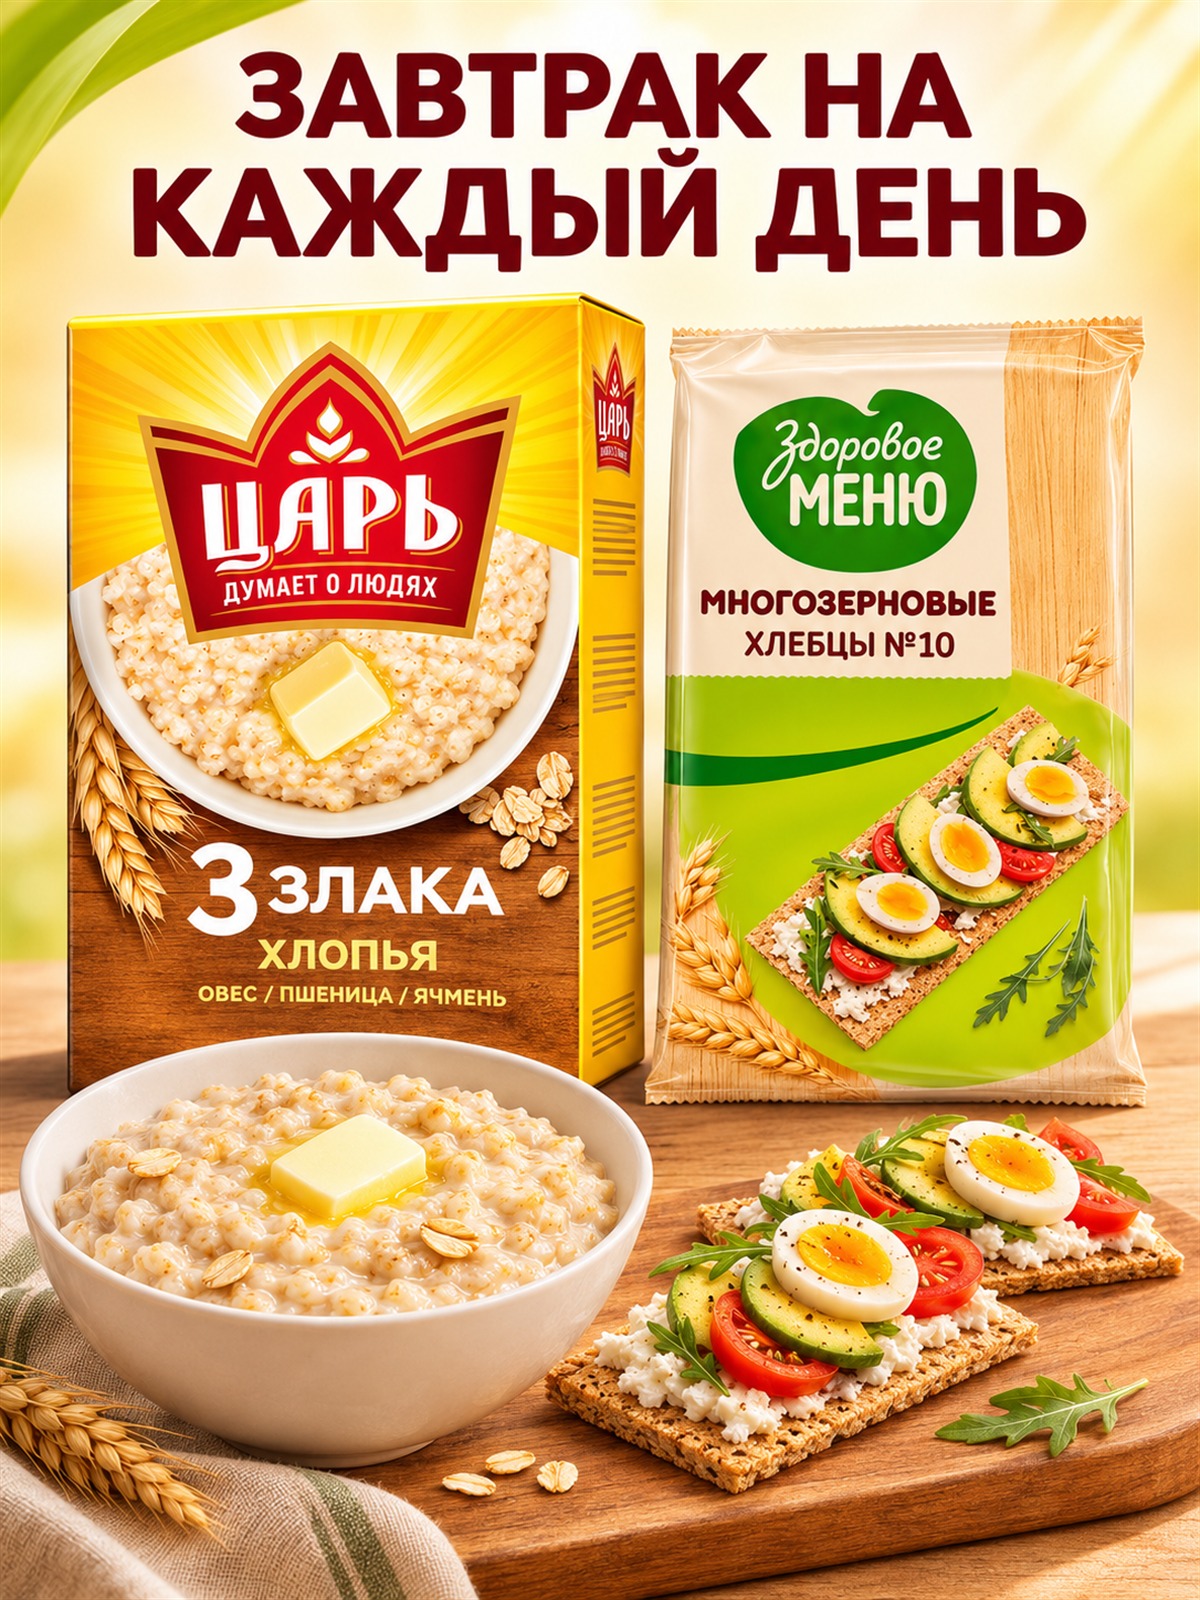 ЗАВТРАК НА
КАЖДЫЙ ДЕНЬ
ЦАРЬ
ДУМАЕТ О ЛЮДЯХ
3 ЗЛАКА
ХЛОПЬЯ
ОВЕС / ПШЕНИЦА / ЯЧМЕНЬ
ЦАРЬ
Здоровое
МЕНЮ
МНОГОЗЕРНОВЫЕ
ХЛЕБЦЫ №10